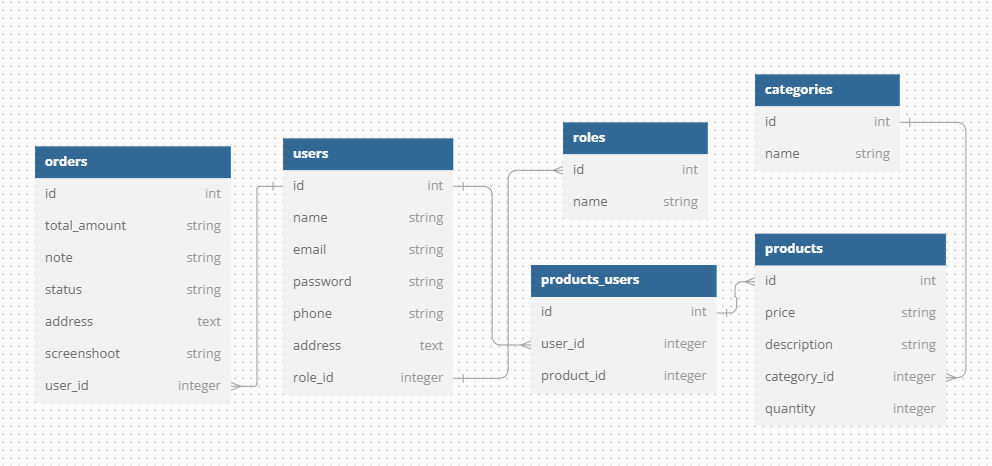 orders
id int
total_amount string
note string
status string
address text
screenshoot string
user_id integer
users
id int
name string
email string
password string
phone string
address text
role_id integer
roles
id int
name string
products_users
id int
user_id integer
product_id integer
categories
id int
name string
products
id int
price string
description string
category_id integer
quantity integer